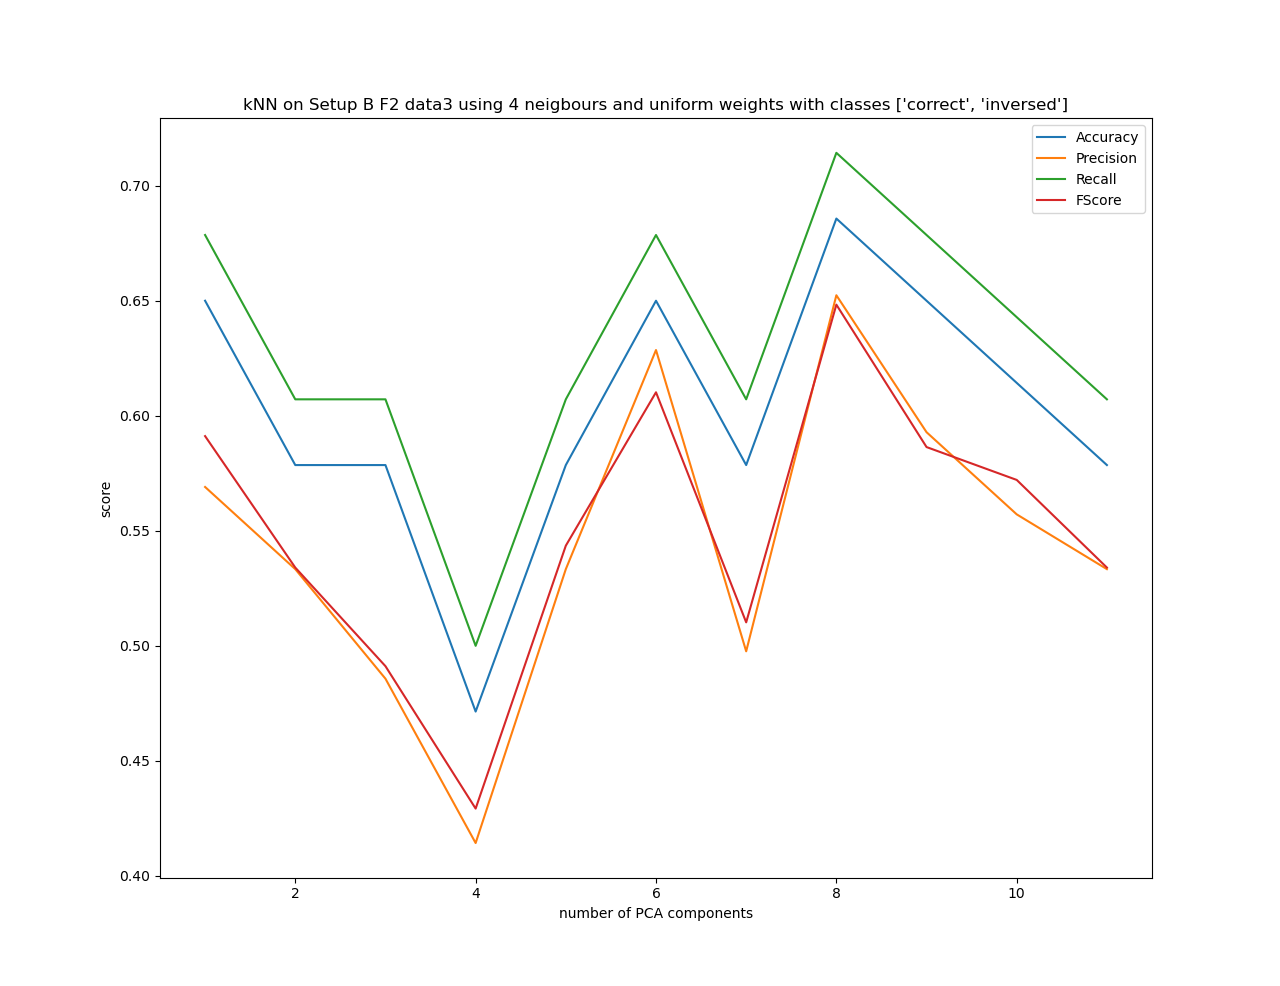 kNN on Setup B F2 data3 using 4 neigbours and uniform weights with classes ['correct', 'inversed']
Accuracy
Precision
Recall
FScore
0.70
0.65
0.60
0.55
0.50
0.45
0.40
score
2 4 6 8 10
number of PCA components